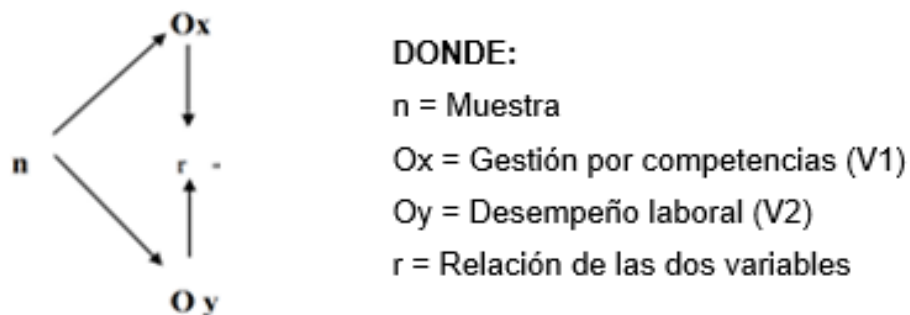 Ox
DONDE:
n = Muestra
n
r -
Ox = Gestión por competencias (V1)
Oy = Desempeño laboral (V2)
r = Relación de las dos variables
O y